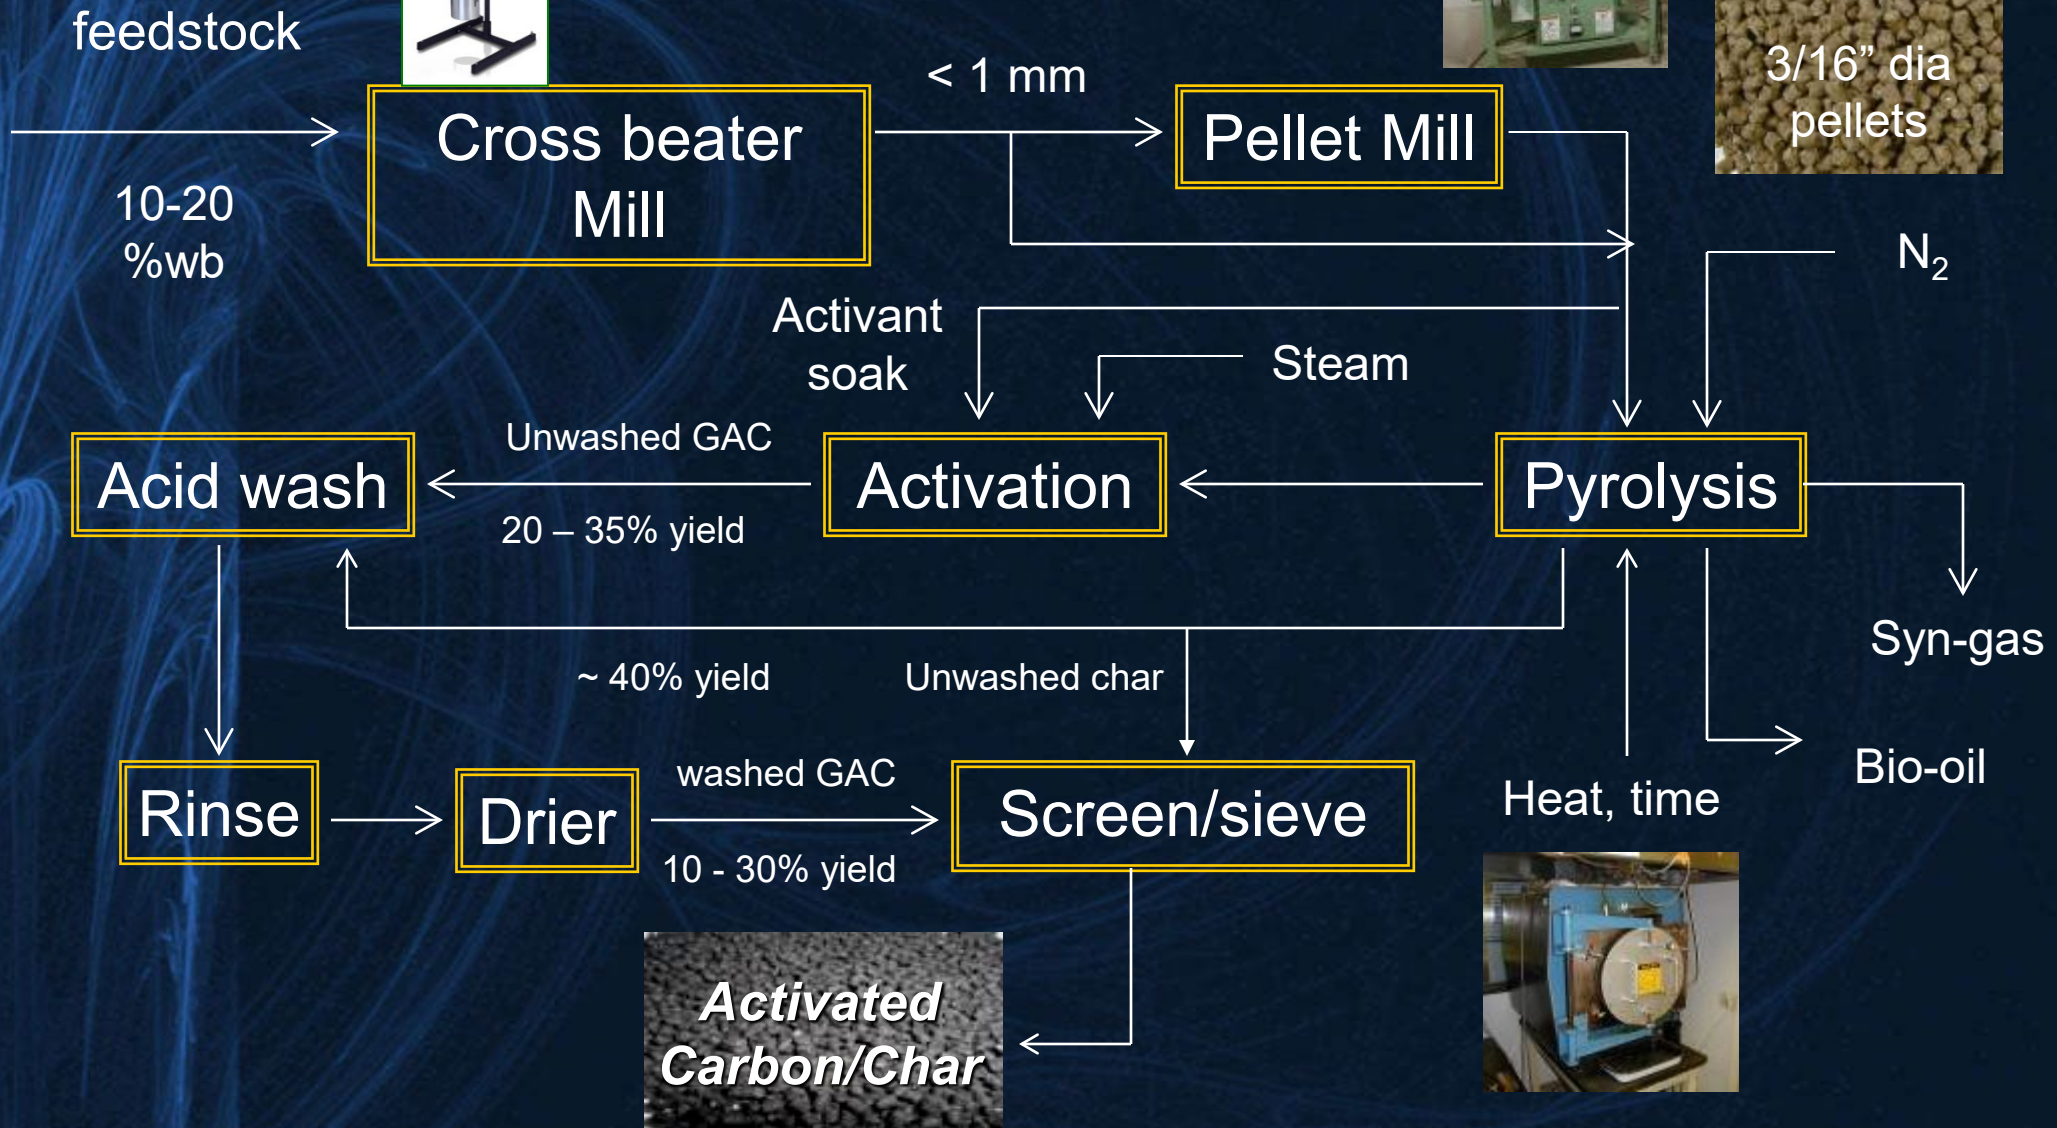 feedstock
< 1 mm
3/16” dia
pellets
Cross beater
Mill
Pellet Mill
10-20
%wb
N₂
Activant
soak
Steam
Unwashed GAC
Acid wash
Activation
Pyrolysis
20 – 35% yield
Syn-gas
~ 40% yield
Unwashed char
washed GAC
Bio-oil
Heat, time
Rinse
Drier
Screen/sieve
10 - 30% yield
Activated
Carbon/Char